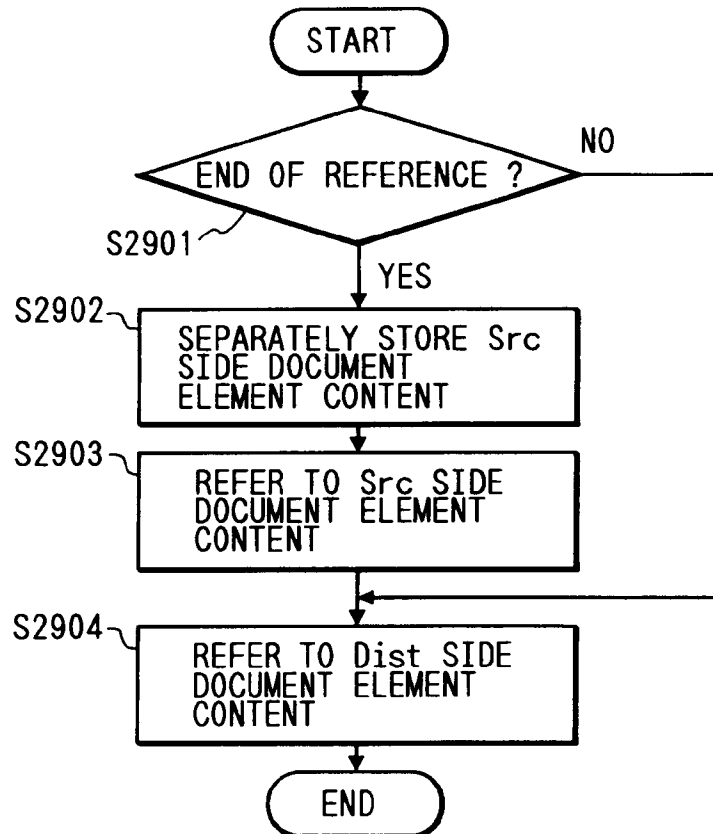 START
END OF REFERENCE ?
NO
S2901
YES
S2902
SEPARATELY STORE Src
SIDE DOCUMENT
ELEMENT CONTENT
S2903
REFER TO Src SIDE
DOCUMENT ELEMENT
CONTENT
S2904
REFER TO Dist SIDE
DOCUMENT ELEMENT
CONTENT
END